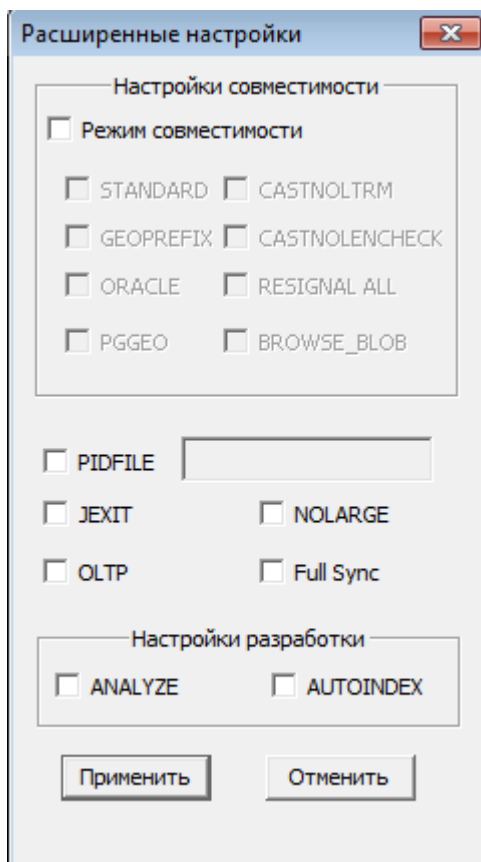 Расширенные настройки
Настройки совместимости
Режим совместимости
STANDARD CASTNOLTRM
GEOPREFIX CASTNOLENCHECK
ORACLE RESIGNAL ALL
PGGEO BROWSE_BLOB
PIDFILE
JEXIT NOLARGE
OLTP Full Sync
Настройки разработки
ANALYZE AUTOINDEX
Применить Отменить